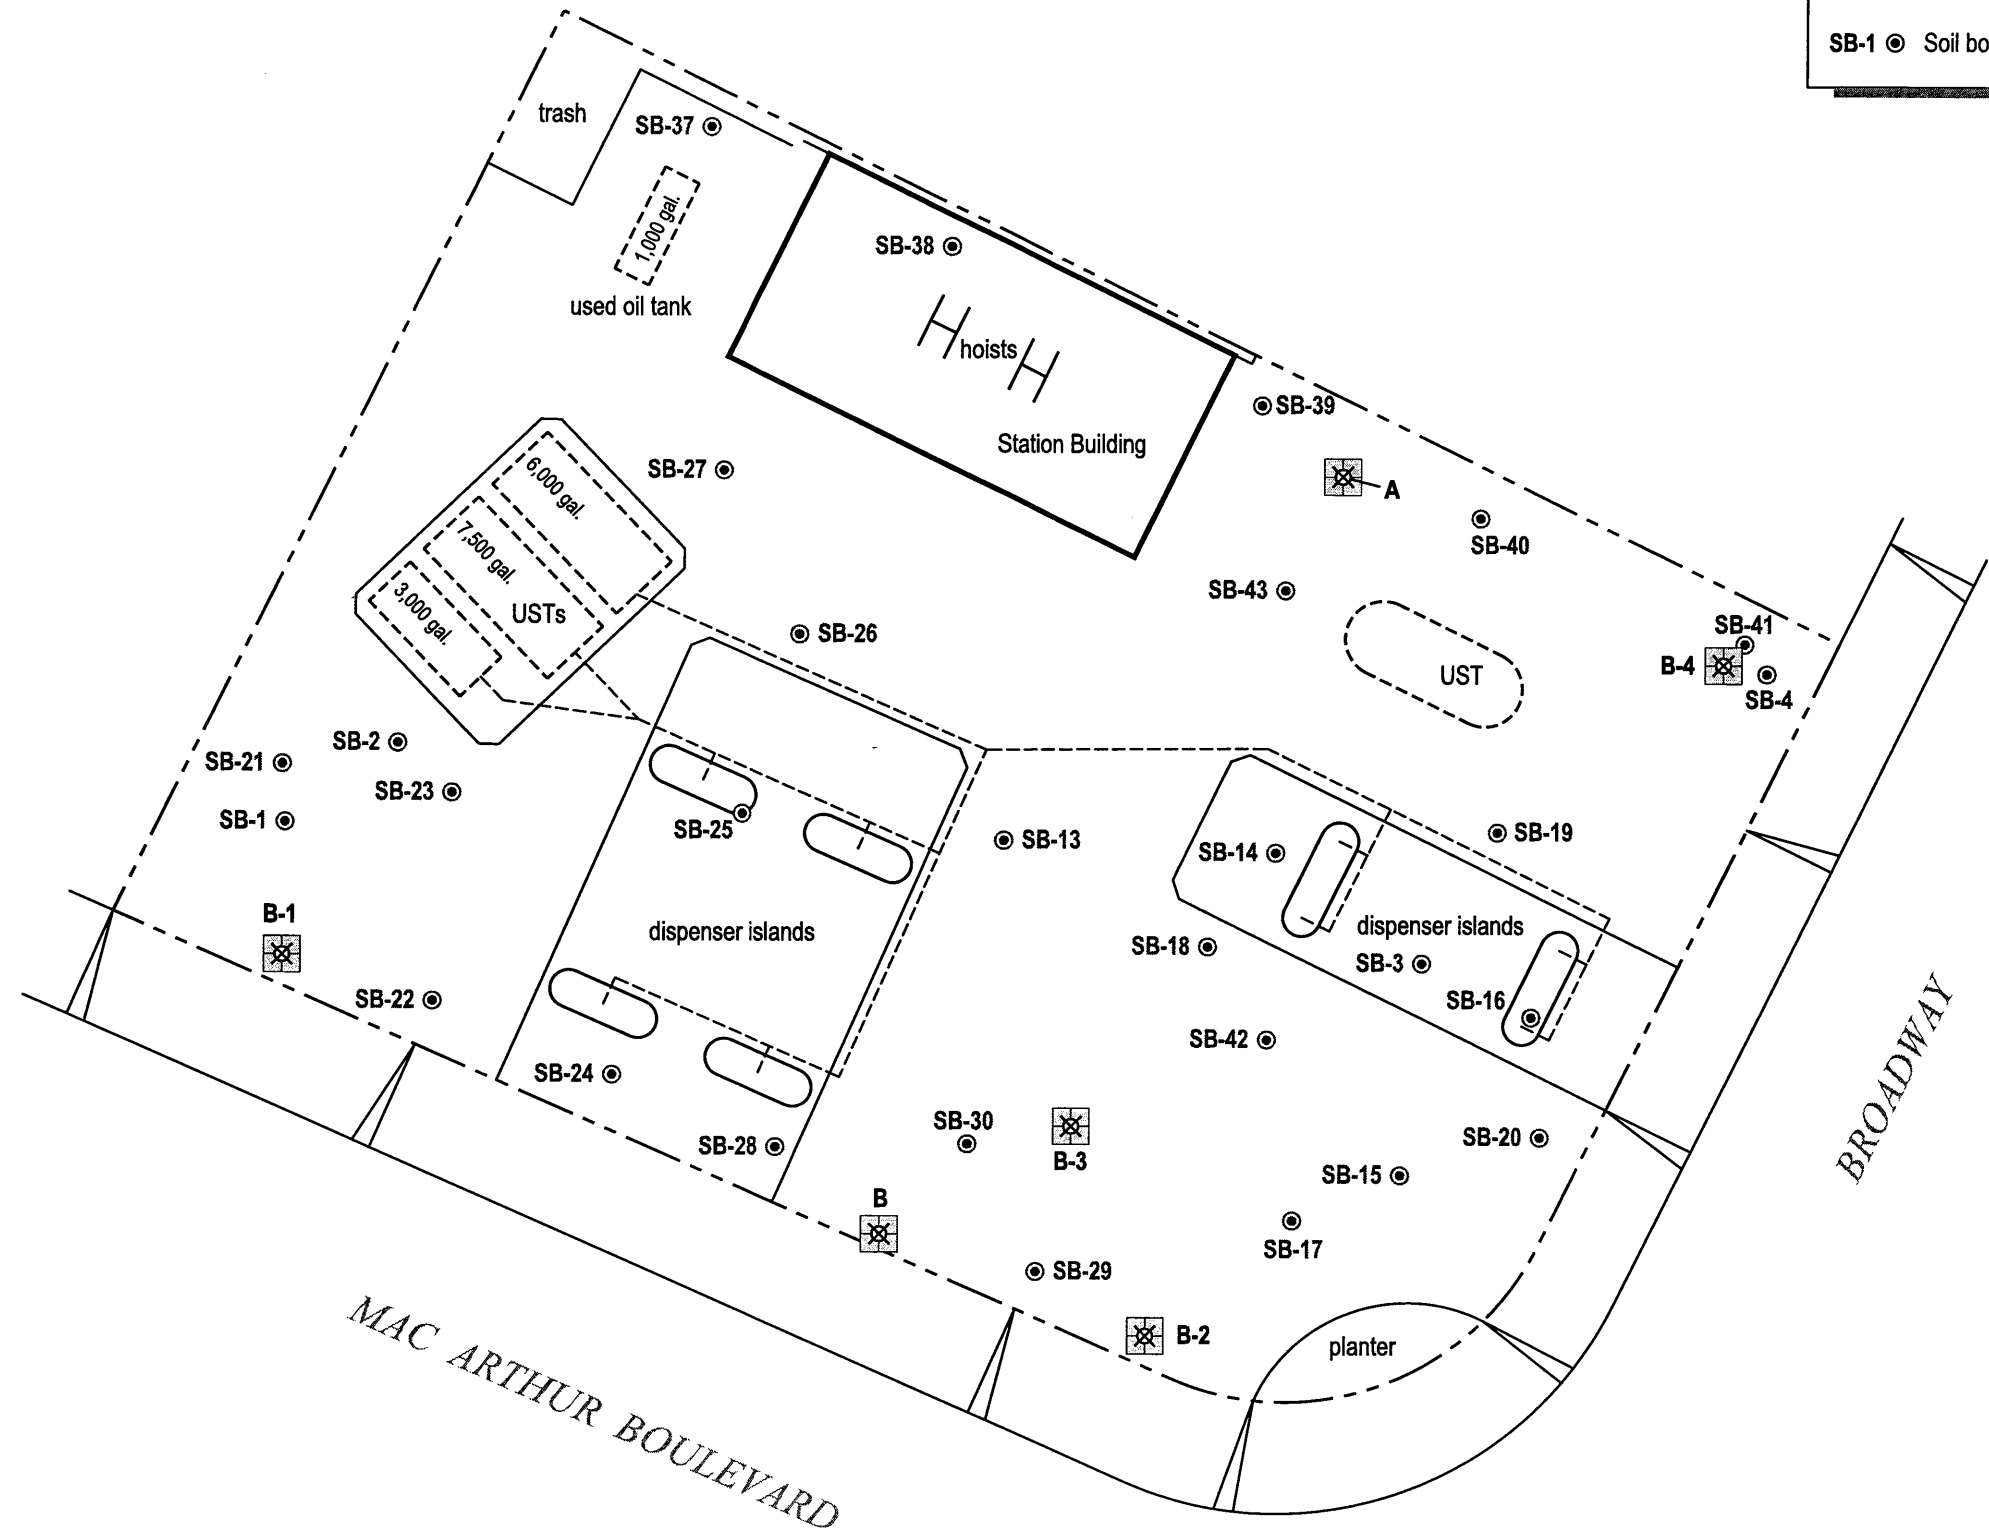 SB-1 Soil bo
trash
SB-37
1,000 gal.
used oil tank
SB-38
hoists
Station Building
SB-39
A
SB-27
6,000 gal.
7,500 gal.
3,000 gal.
USTs
SB-40
SB-43
SB-26
UST
SB-41
B-4
SB-4
SB-2
SB-21
SB-23
SB-1
SB-25
SB-13
SB-14
SB-19
B-1
dispenser islands
dispenser islands
SB-18
SB-3
SB-16
SB-22
SB-42
SB-24
SB-30
B-3
SB-28
SB-20
SB-15
B
SB-17
SB-29
B-2
planter
BROADWAY
MAC ARTHUR BOULEVARD